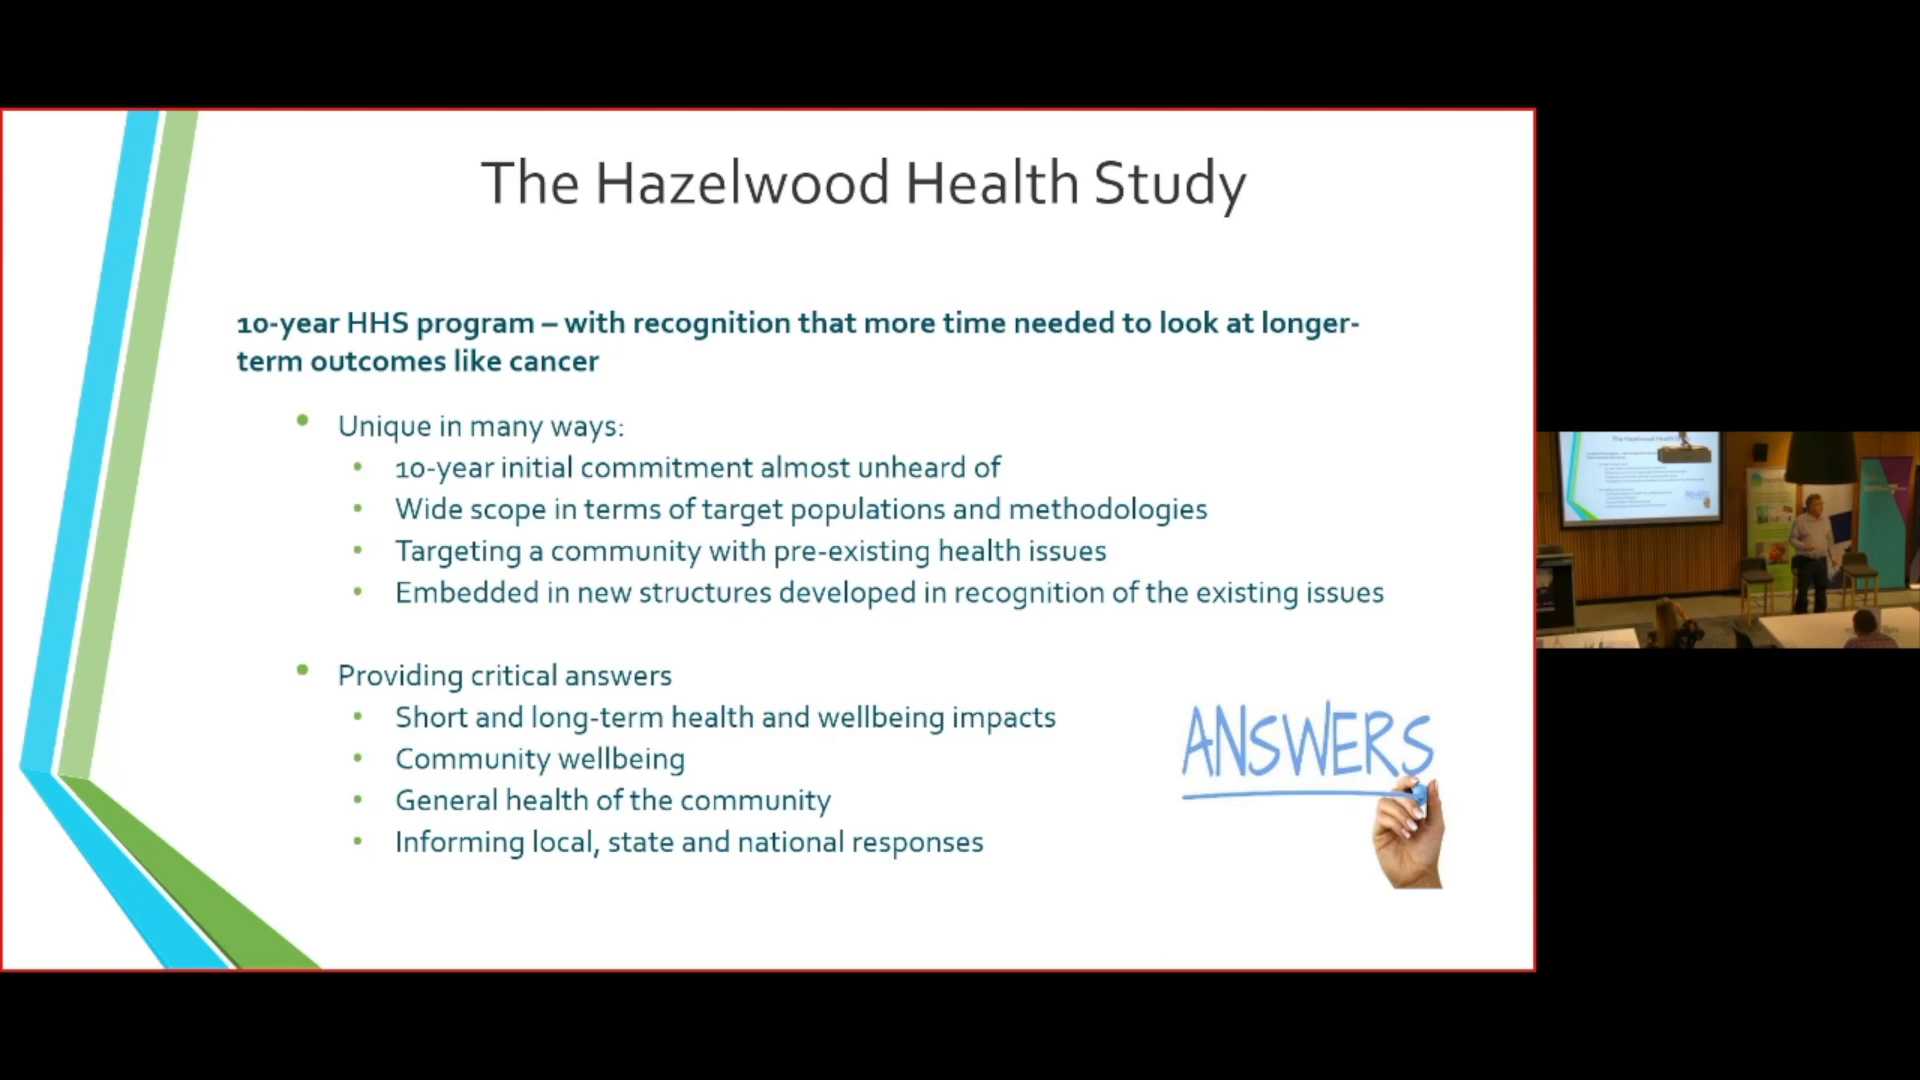 The Hazelwood Health Study
10-year HHS program – with recognition that more time needed to look at longer-
term outcomes like cancer
• Unique in many ways:
• 10-year initial commitment almost unheard of
• Wide scope in terms of target populations and methodologies
• Targeting a community with pre-existing health issues
• Embedded in new structures developed in recognition of the existing issues
• Providing critical answers
• Short and long-term health and wellbeing impacts
• Community wellbeing
• General health of the community
• Informing local, state and national responses
ANSWERS